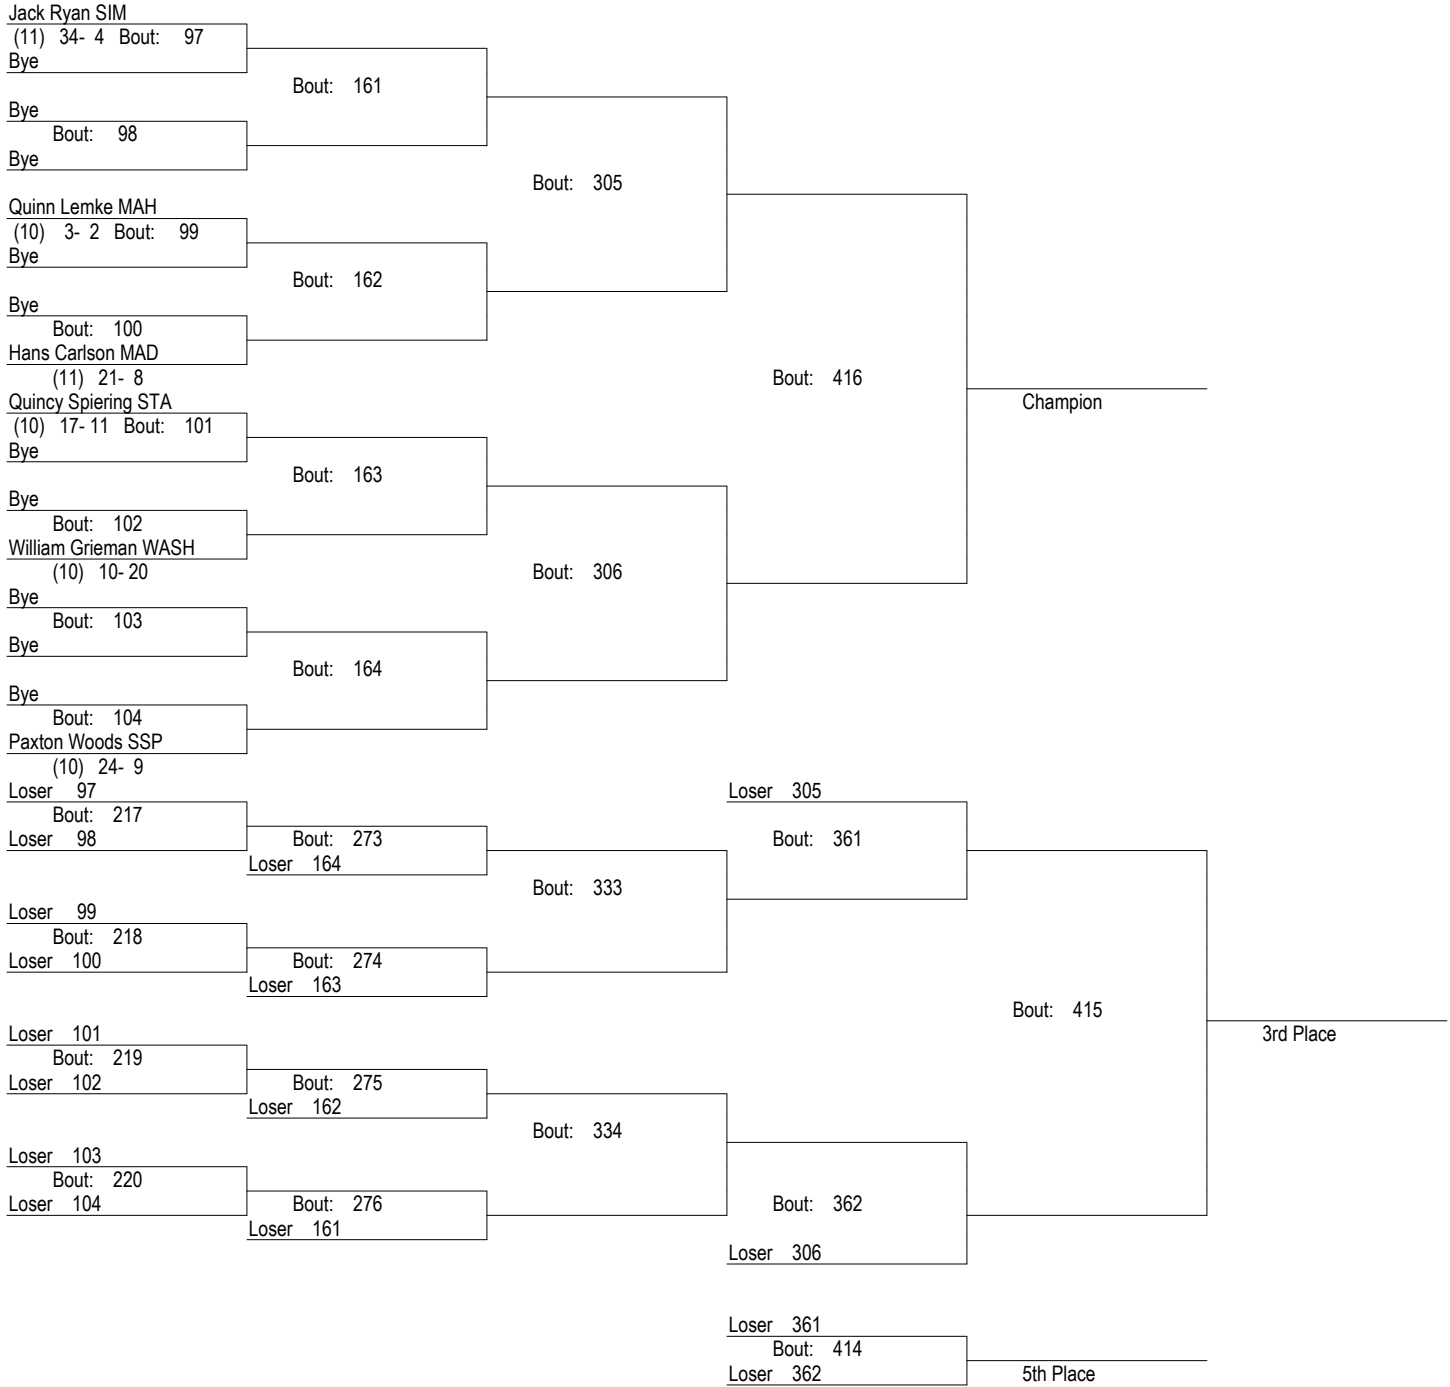 Jack Ryan SIM
(11) 34- 4 Bout: 97
Bye
Bout: 161
Bye
Bout: 98
Bye
Bout: 305
Quinn Lemke MAH
(10) 3- 2 Bout: 99
Bye
Bout: 162
Bye
Bout: 100
Hans Carlson MAD
(11) 21- 8
Bout: 416
Quincy Spiering STA
Champion
(10) 17- 11 Bout: 101
Bye
Bout: 163
Bye
Bout: 102
William Grieman WASH
(10) 10- 20
Bout: 306
Bye
Bout: 103
Bye
Bout: 164
Bye
Bout: 104
Paxton Woods SSP
(10) 24- 9
Loser 97
Loser 305
Bout: 217
Loser 98
Bout: 273
Bout: 361
Loser 164
Bout: 333
Loser 99
Bout: 218
Loser 100
Bout: 274
Loser 163
Bout: 415
Loser 101
3rd Place
Bout: 219
Loser 102
Bout: 275
Loser 162
Bout: 334
Loser 103
Bout: 220
Loser 104
Bout: 276
Bout: 362
Loser 161
Loser 306
Loser 361
Bout: 414
Loser 362
5th Place